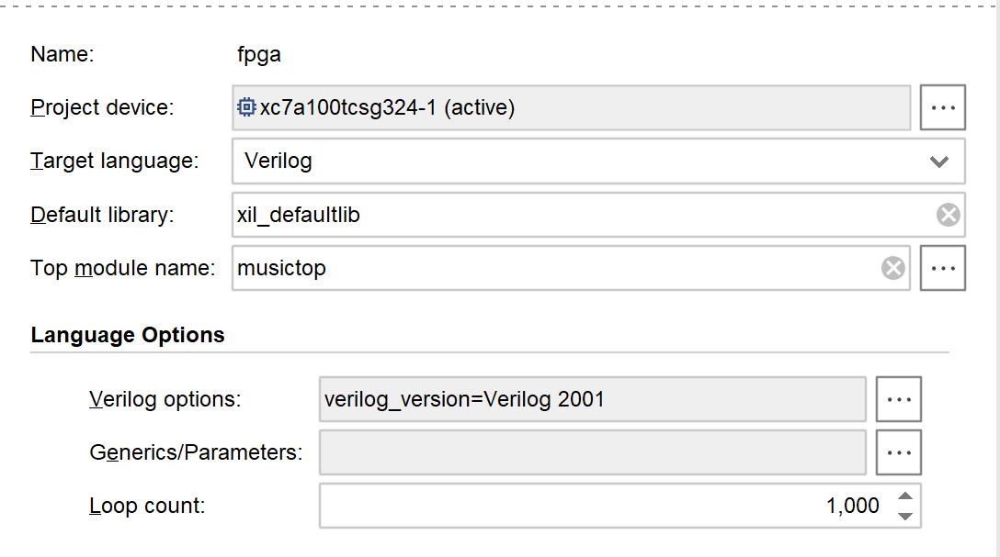 Name: fpga
Project device: xc7a100tcsg324-1 (active) ...
Target language: Verilog
Default library: xil_defaultlib
Top module name: musictop ...
Language Options
Verilog options: verilog_version=Verilog 2001 ...
Generics/Parameters: ...
Loop count: 1,000